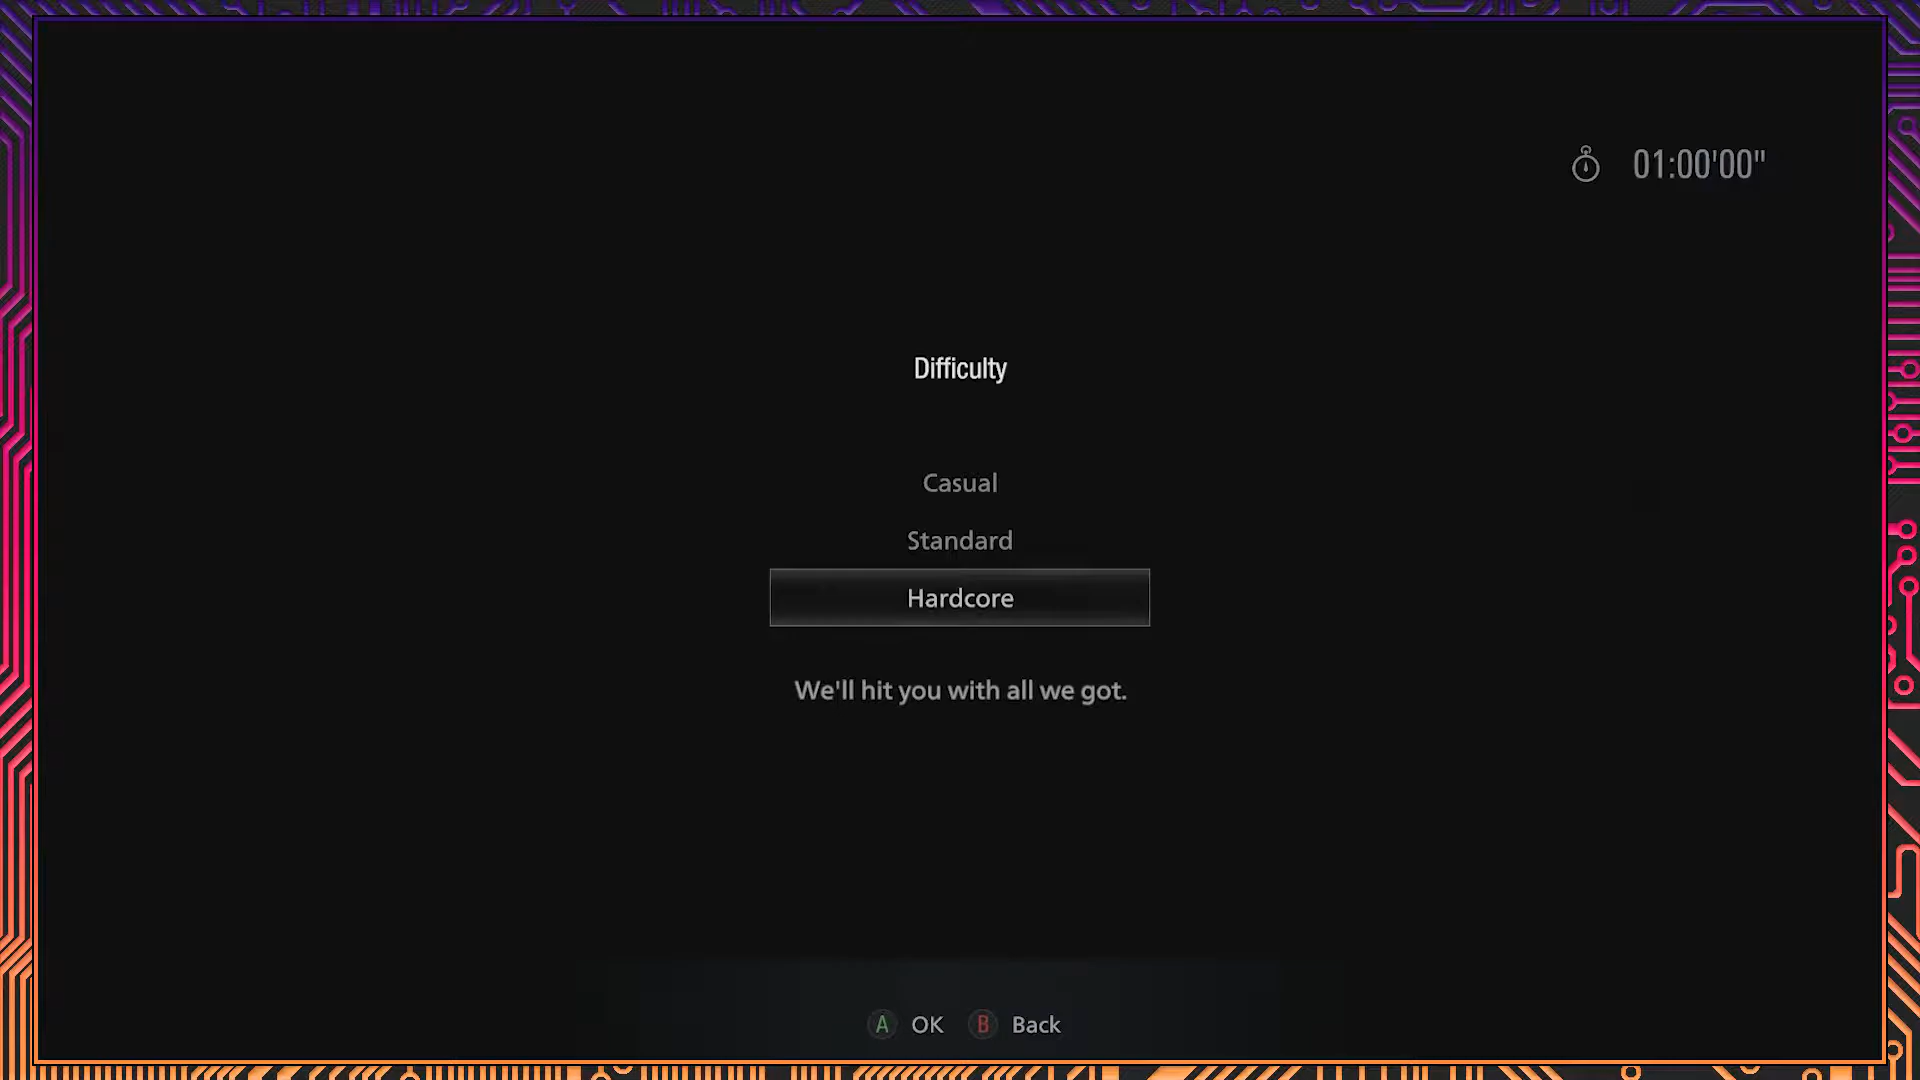 01:00'00"
Difficulty
Casual
Standard
Hardcore
We'll hit you with all we got.
A OK B Back